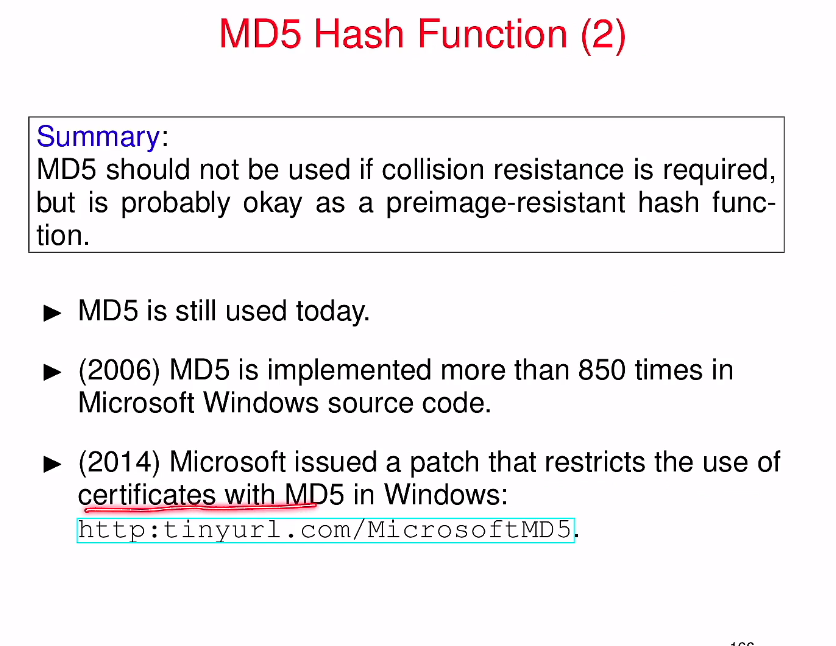 MD5 Hash Function (2)
Summary:
MD5 should not be used if collision resistance is required,
but is probably okay as a preimage-resistant hash func-
tion.
► MD5 is still used today.
► (2006) MD5 is implemented more than 850 times in
Microsoft Windows source code.
► (2014) Microsoft issued a patch that restricts the use of
certificates with MD5 in Windows:
http:tinyurl.com/MicrosoftMD5.